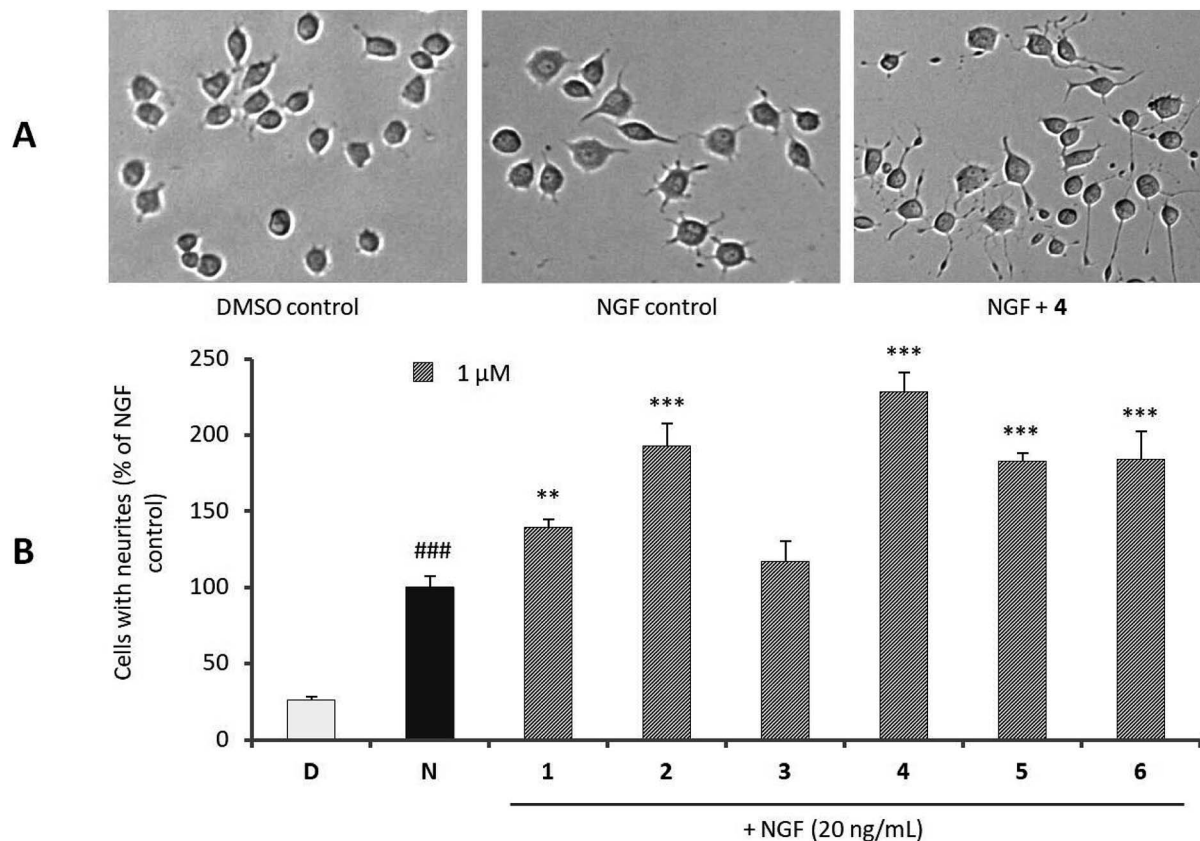 A
DMSO control
NGF control
NGF + 4
B
Cells with neurites (% of NGF
control)
250
200
150
100
50
0
1 µM
###
**
***
***
***
***
D
N
1
2
3
4
5
6
+ NGF (20 ng/mL)